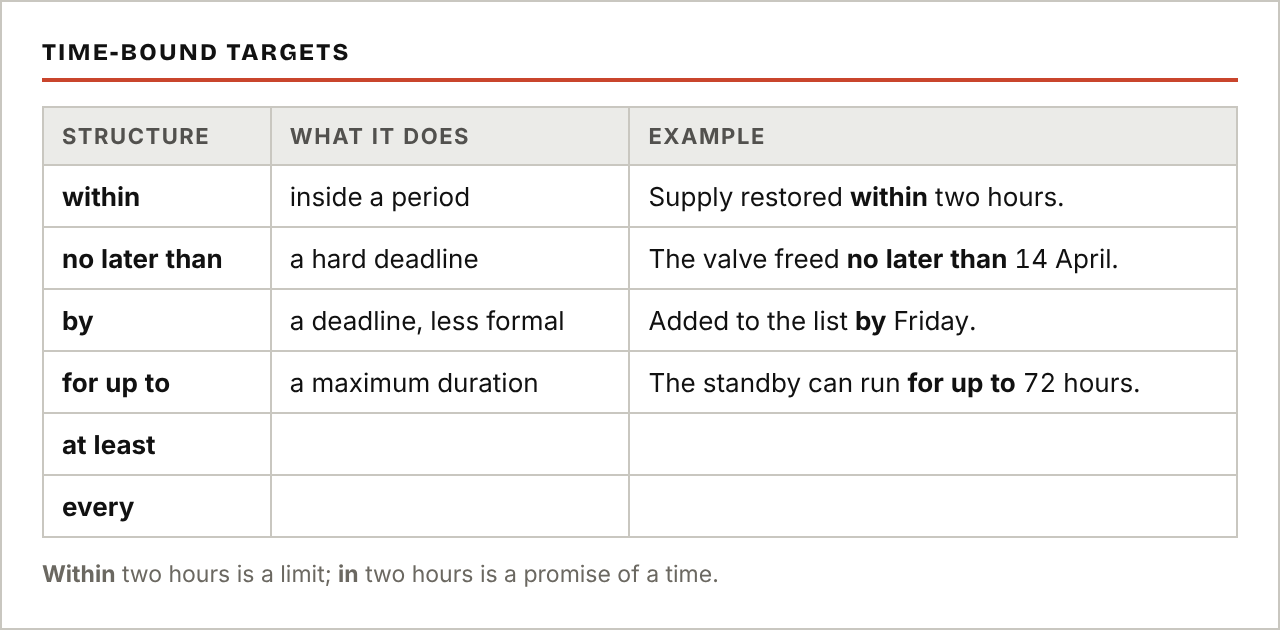 TIME-BOUND TARGETS
STRUCTURE WHAT IT DOES EXAMPLE
within inside a period Supply restored within two hours.
no later than a hard deadline The valve freed no later than 14 April.
by a deadline, less formal Added to the list by Friday.
for up to a maximum duration The standby can run for up to 72 hours.
at least
every
Within two hours is a limit; in two hours is a promise of a time.